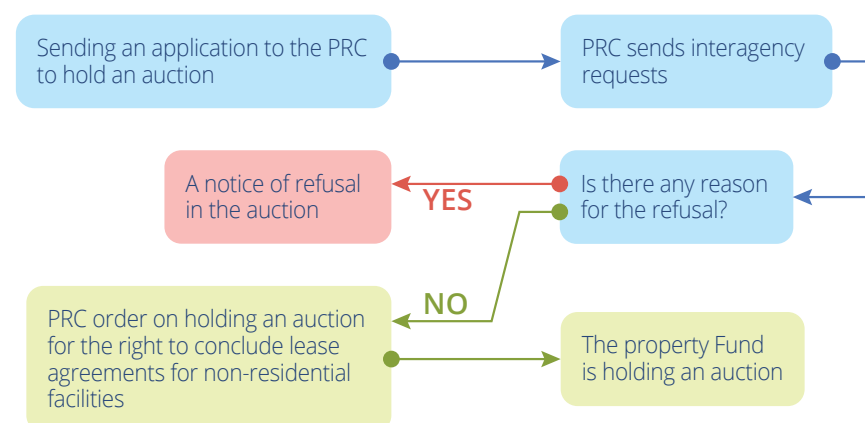 Sending an application to the PRC
to hold an auction
PRC sends interagency
requests
A notice of refusal
in the auction
YES
Is there any reason
for the refusal?
NO
PRC order on holding an auction
for the right to conclude lease
agreements for non-residential
facilities
The property Fund
is holding an auction